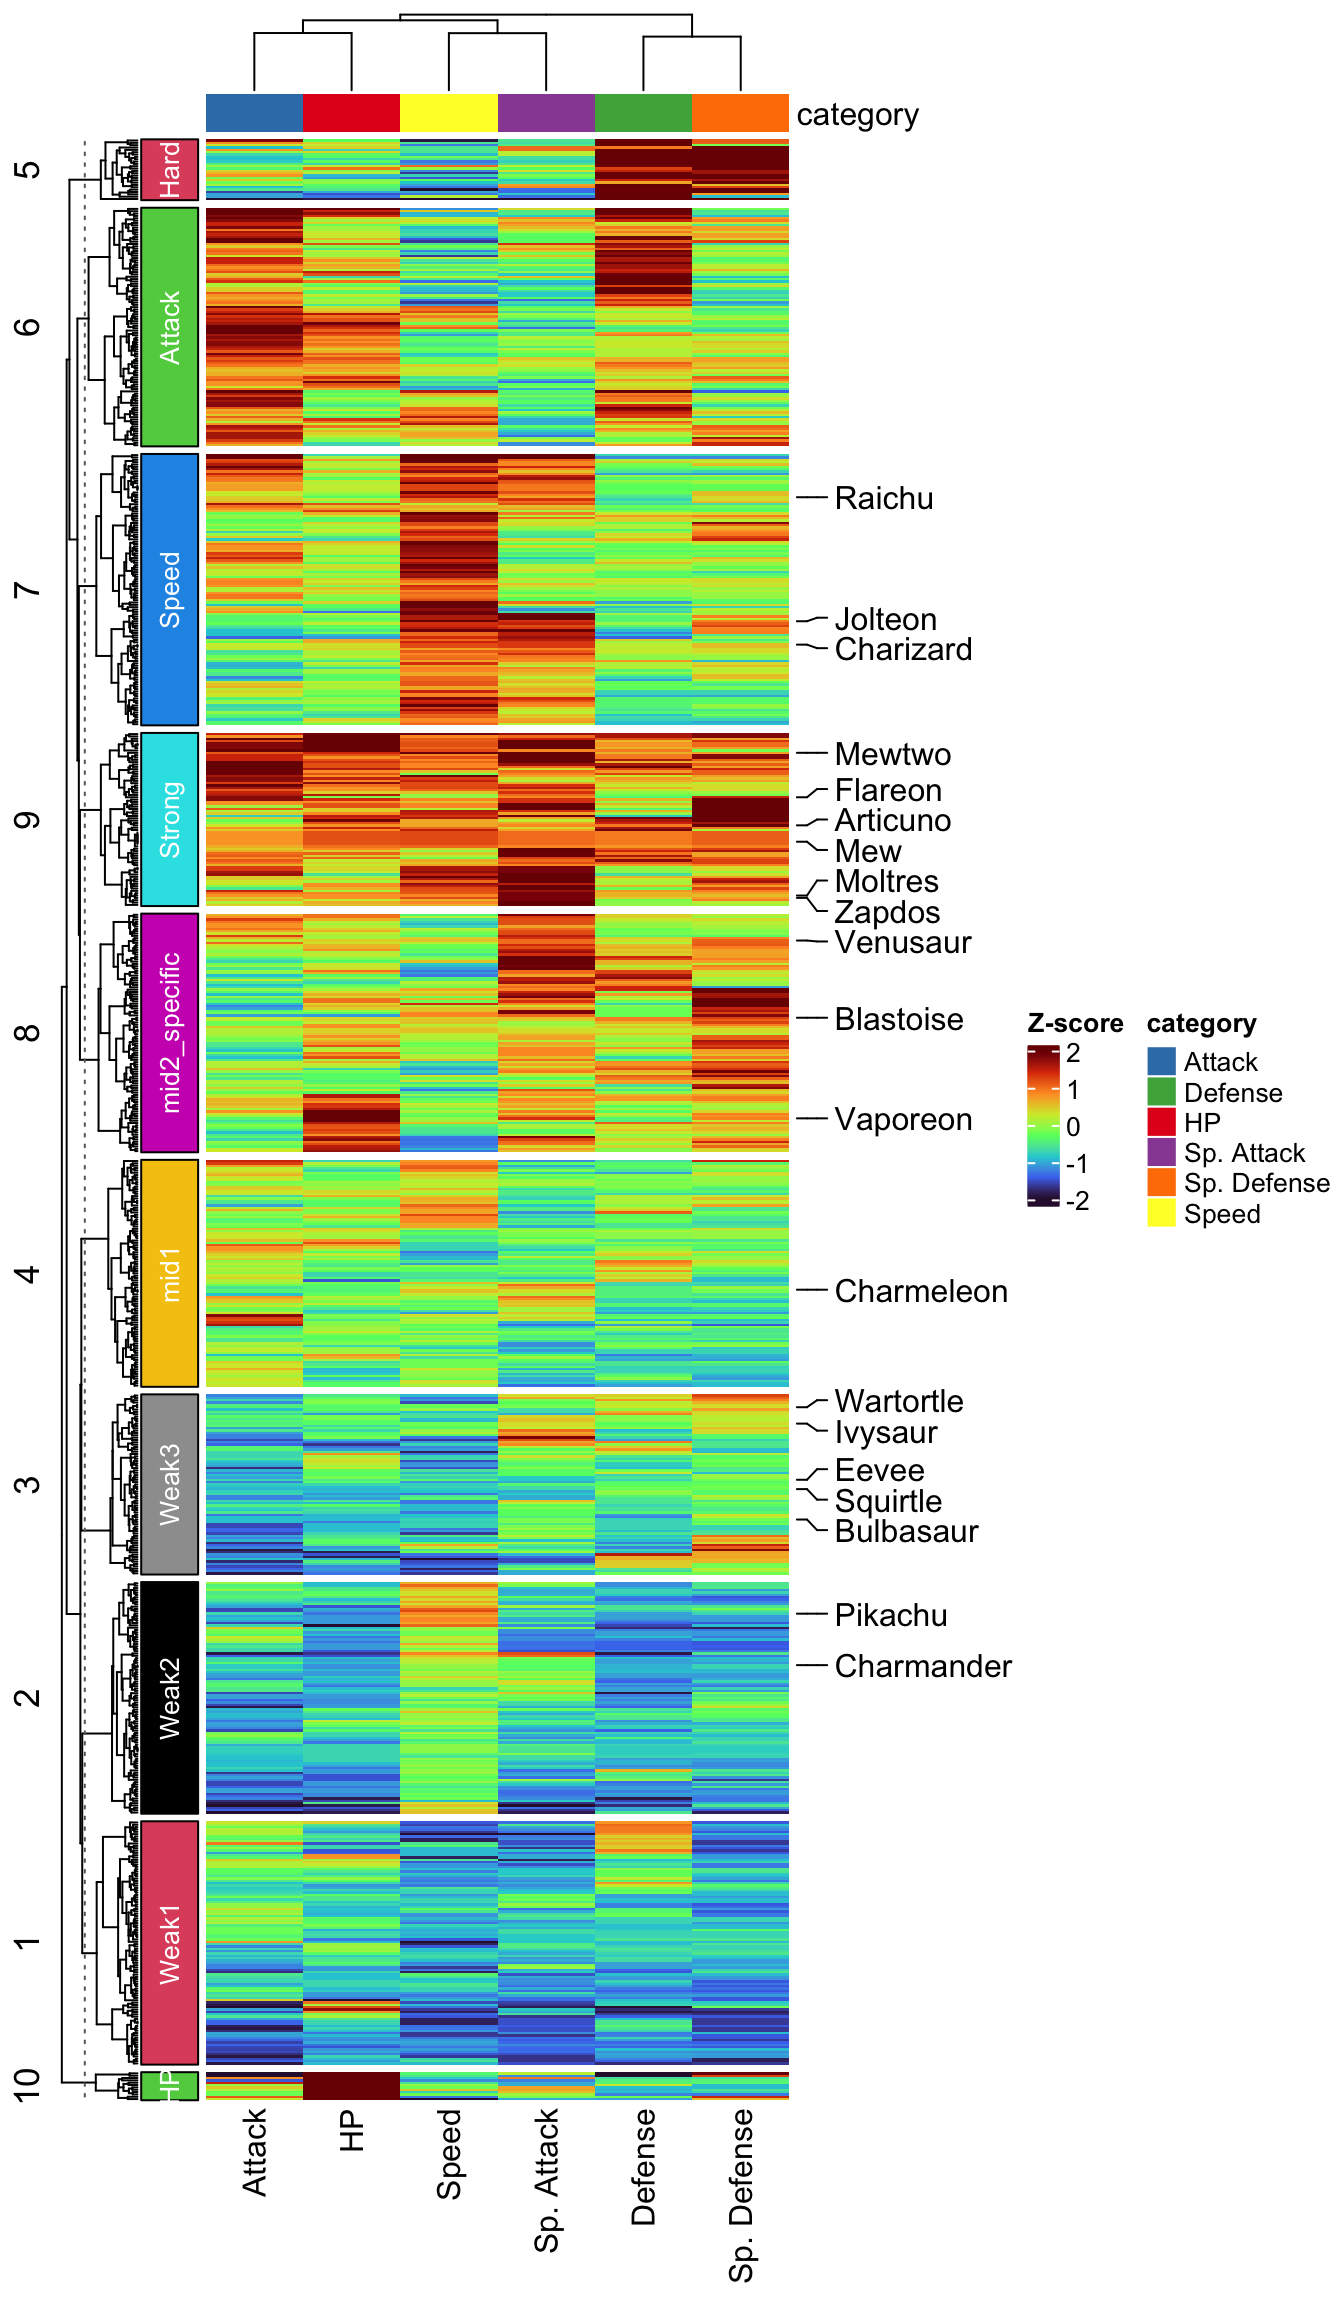 category
5
Hard
6
Attack
7
Speed
Raichu
Jolteon
Charizard
9
Strong
Mewtwo
Flareon
Articuno
Mew
Moltres
Zapdos
8
mid2_specific
Venusaur
Blastoise
Vaporeon
Z-score
2
1
0
-1
-2
category
Attack
Defense
HP
Sp. Attack
Sp. Defense
Speed
4
mid1
Charmeleon
3
Weak3
Wartortle
Ivysaur
Eevee
Squirtle
Bulbasaur
2
Weak2
Pikachu
Charmander
1
Weak1
10
HP
Attack
HP
Speed
Sp. Attack
Defense
Sp. Defense